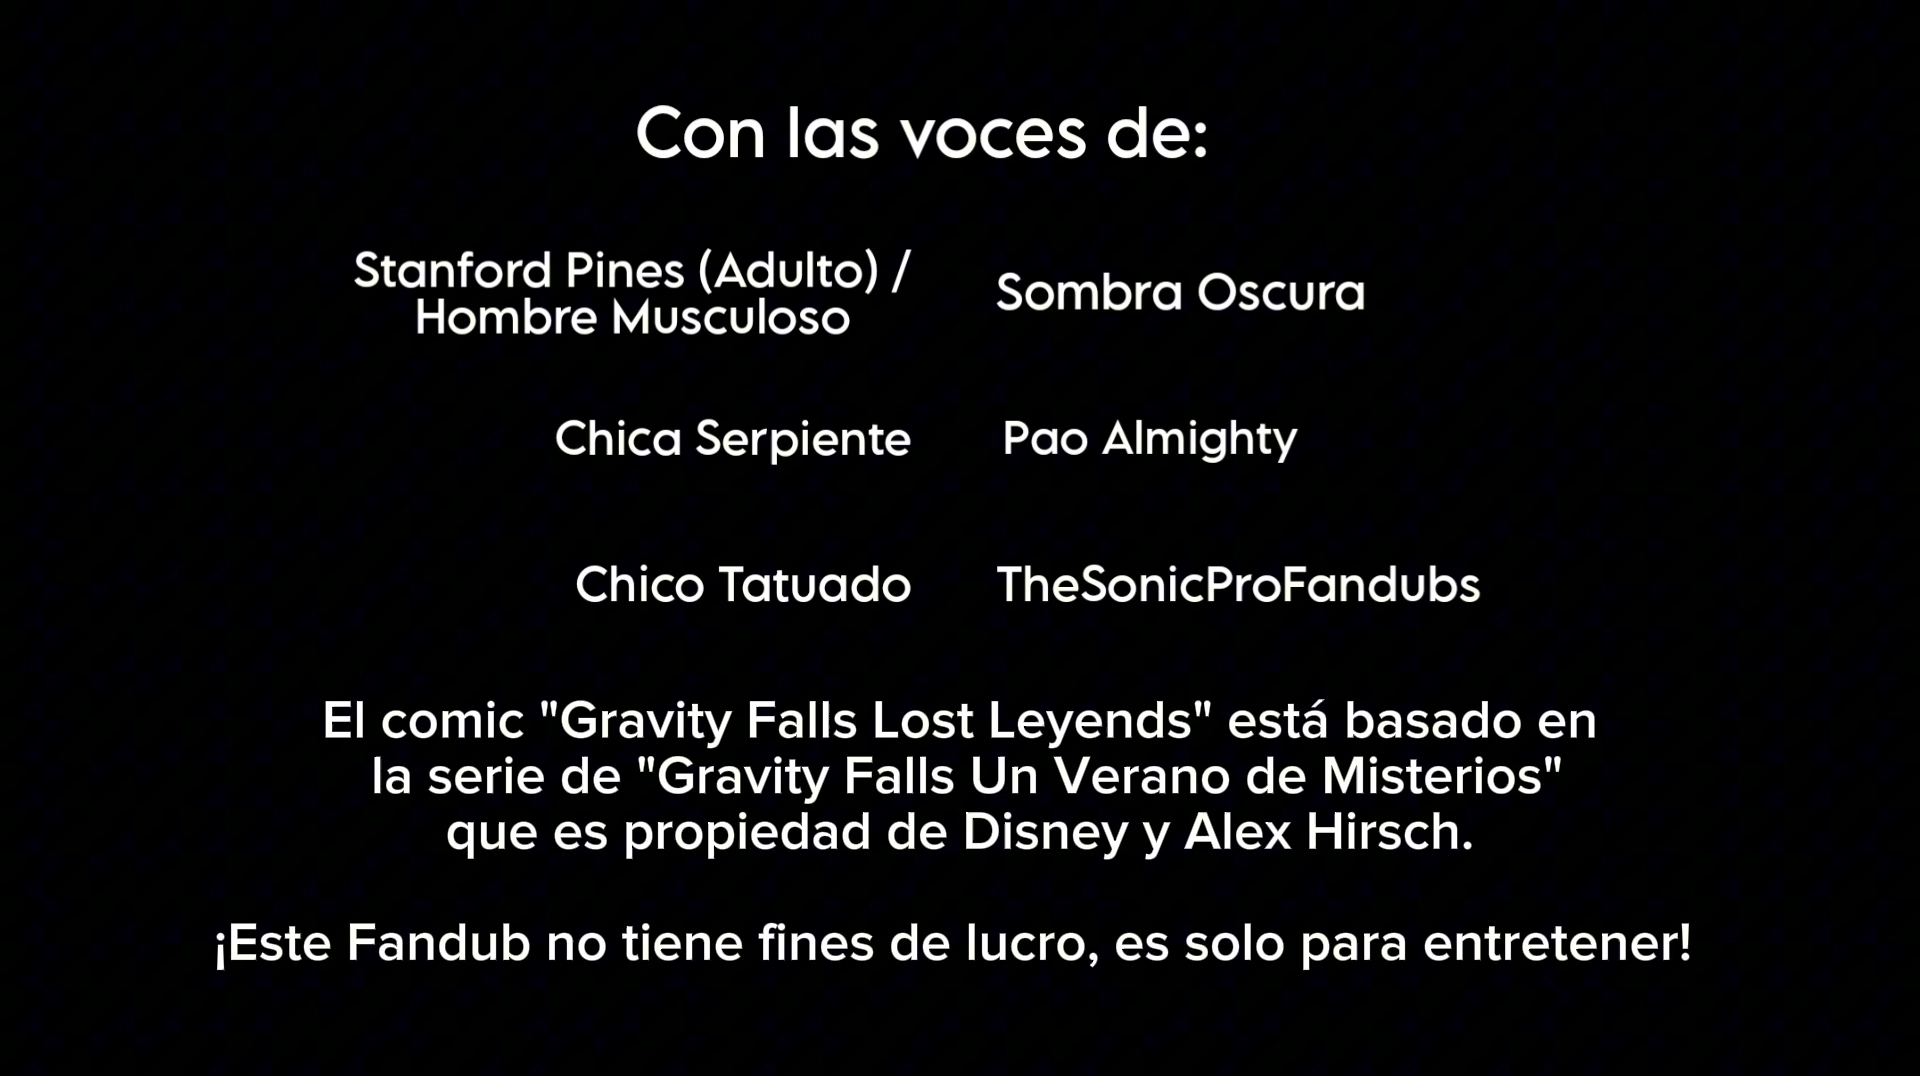 Con las voces de:
Stanford Pines (Adulto) /
Hombre Musculoso
Sombra Oscura
Chica Serpiente
Pao Almighty
Chico Tatuado
TheSonicProFandubs
El comic "Gravity Falls Lost Leyends" está basado en
la serie de "Gravity Falls Un Verano de Misterios"
que es propiedad de Disney y Alex Hirsch.
¡Este Fandub no tiene fines de lucro, es solo para entretener!